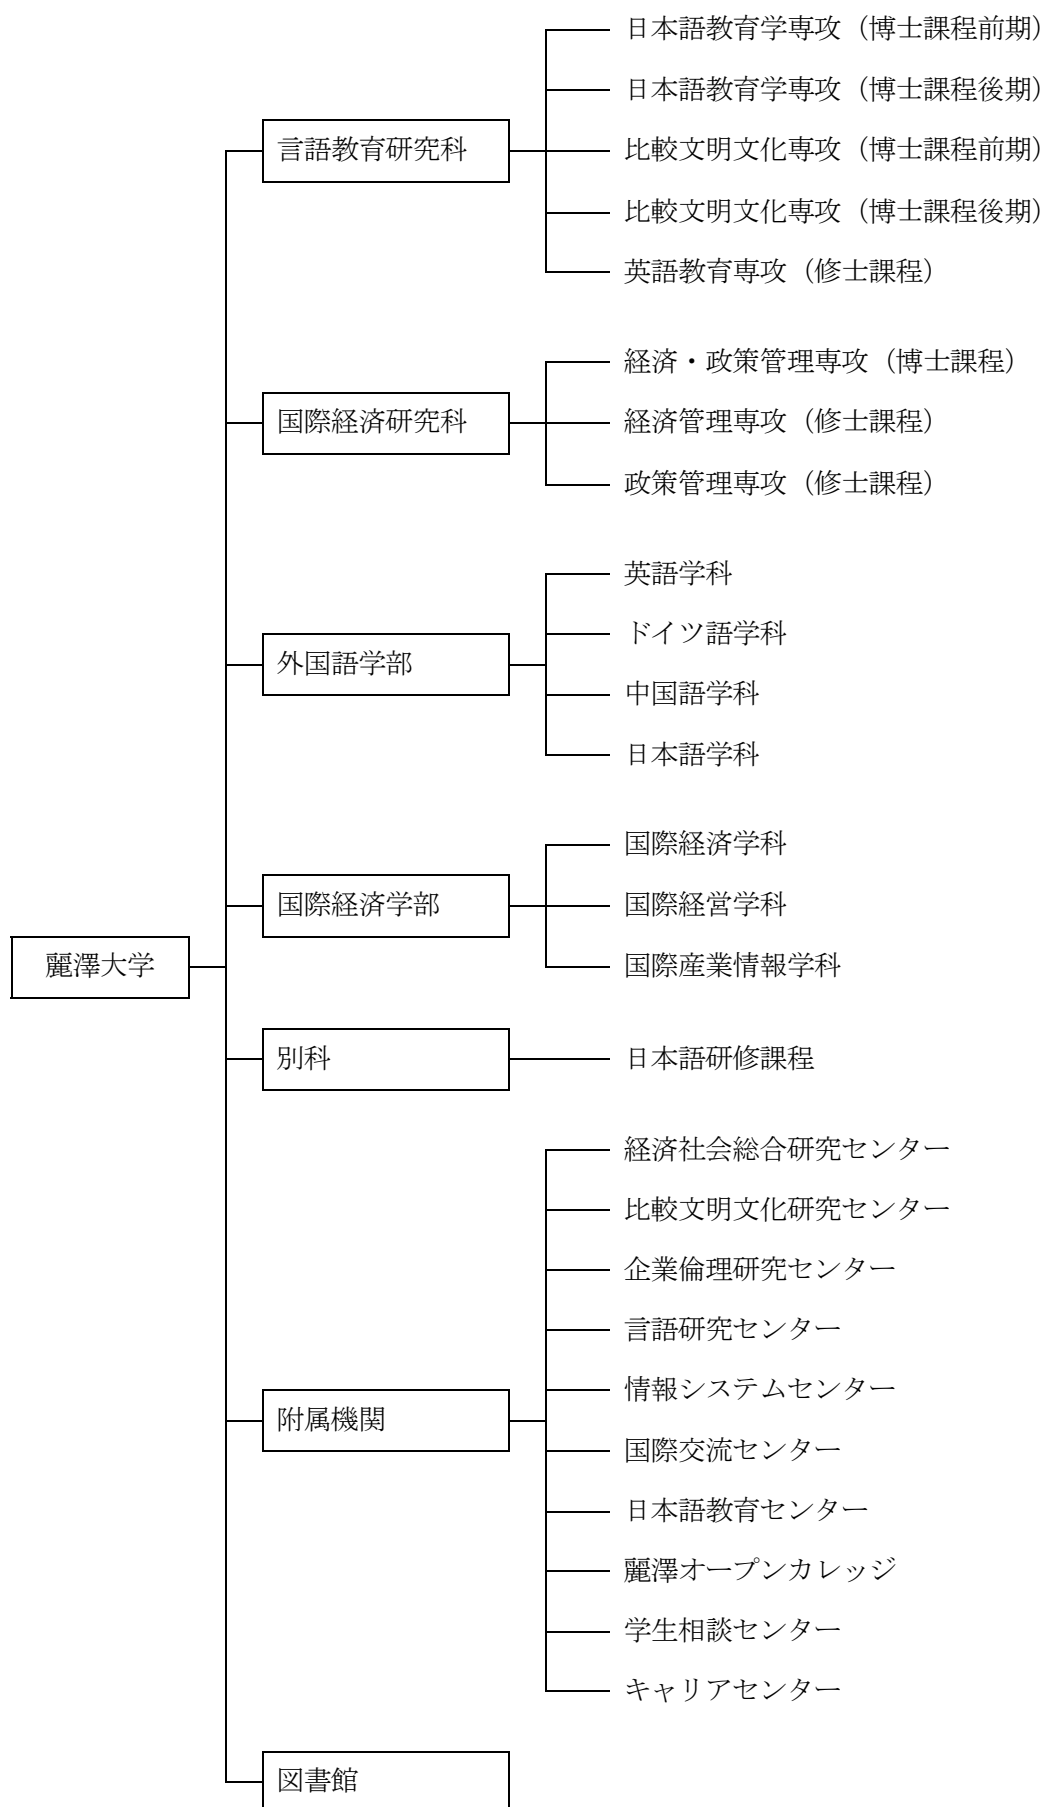 日本語教育学専攻（博士課程前期）
日本語教育学専攻（博士課程後期）
言語教育研究科
比較文明文化専攻（博士課程前期）
比較文明文化専攻（博士課程後期）
英語教育専攻（修士課程）
経済・政策管理専攻（博士課程）
国際経済研究科
経済管理専攻（修士課程）
政策管理専攻（修士課程）
英語学科
ドイツ語学科
外国語学部
中国語学科
日本語学科
国際経済学科
国際経済学部
国際経営学科
麗澤大学
国際産業情報学科
別科
日本語研修課程
経済社会総合研究センター
比較文明文化研究センター
企業倫理研究センター
言語研究センター
情報システムセンター
附属機関
国際交流センター
日本語教育センター
麗澤オープンカレッジ
学生相談センター
キャリアセンター
図書館